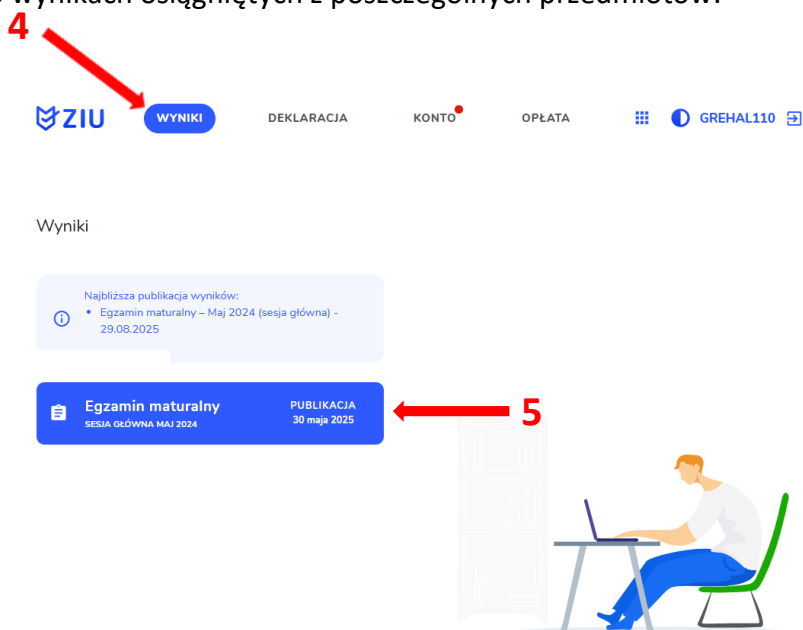 wynikach osiągniętych z poszczególnych przedmiotów.
4
ZIU WYNIKI DEKLARACJA KONTO OPŁATA GREHAL110
Wyniki
Najbliższa publikacja wyników:
• Egzamin maturalny – Maj 2024 (sesja główna) -
29.08.2025
Egzamin maturalny PUBLIKACJA
SESJA GŁÓWNA MAJ 2024 30 maja 2025
5